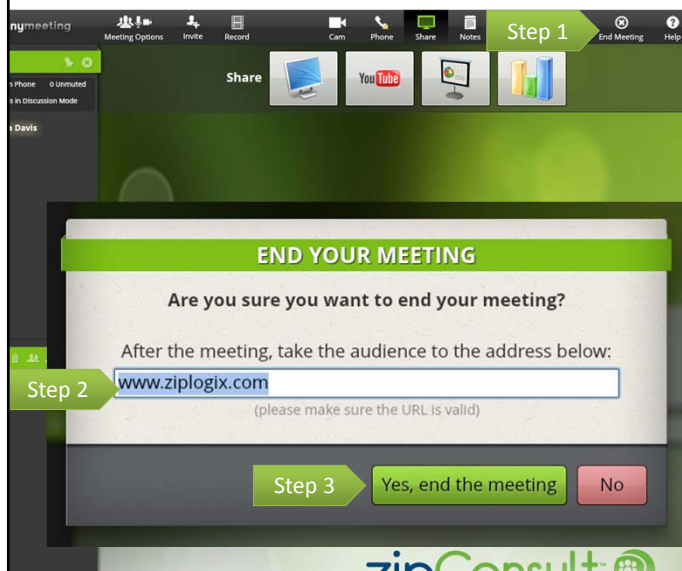 nymeeting
Meeting Options Invite Record Cam Phone Share Notes Step 1 End Meeting Help
Phone 0 Unmuted
s in Discussion Mode
Davis
Share
You Tube
END YOUR MEETING
Are you sure you want to end your meeting?
After the meeting, take the audience to the address below:
Step 2 www.ziplogix.com
(please make sure the URL is valid)
Step 3 Yes, end the meeting No
zipConsult